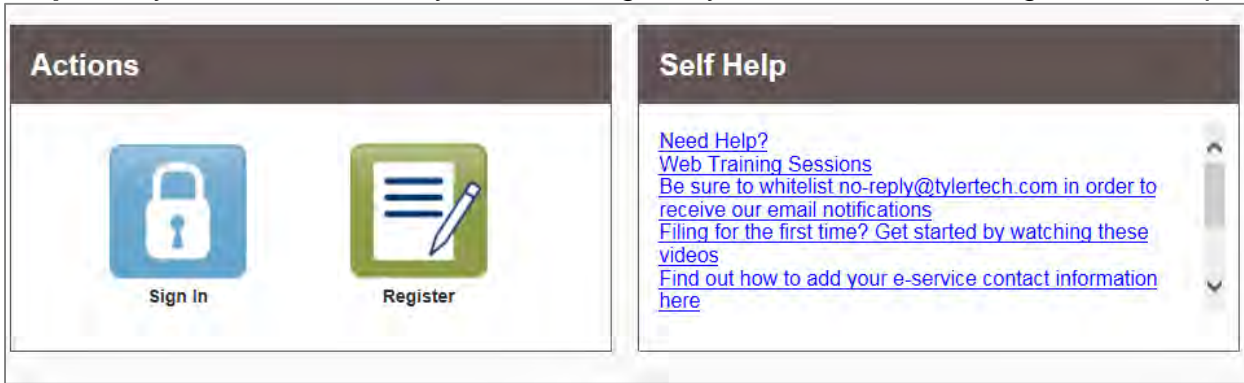 Actions
Sign In
Register
Self Help
Need Help?
Web Training Sessions
Be sure to whitelist no-reply@tylertech.com in order to
receive our email notifications
Filing for the first time? Get started by watching these
videos
Find out how to add your e-service contact information
here